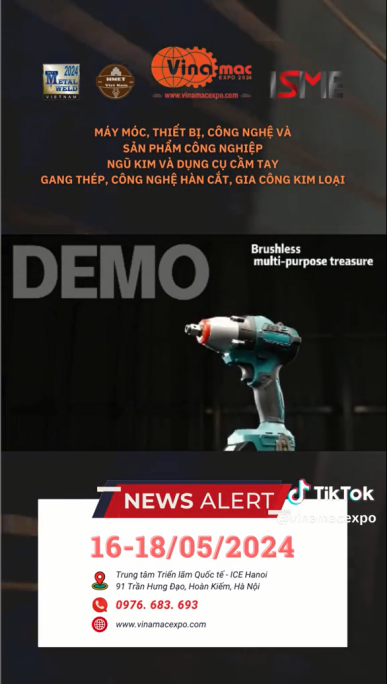 2024
METAL
WELD
VIETNAM
HMET
Việt Nam
Vinamac
EXPO 2024
www.vinamacexpo.com
ISME
MÁY MÓC, THIẾT BỊ, CÔNG NGHỆ VÀ
SẢN PHẨM CÔNG NGHIỆP
NGŨ KIM VÀ DỤNG CỤ CẦM TAY
GANG THÉP, CÔNG NGHỆ HÀN CẮT, GIA CÔNG KIM LOẠI
DEMO
Brushless
multi-purpose treasure
NEWS ALERT
TikTok
@vinamacexpo
16-18/05/2024
Trung tâm Triển lãm Quốc tế - ICE Hanoi
91 Trần Hưng Đạo, Hoàn Kiếm, Hà Nội
0976. 683. 693
www.vinamacexpo.com